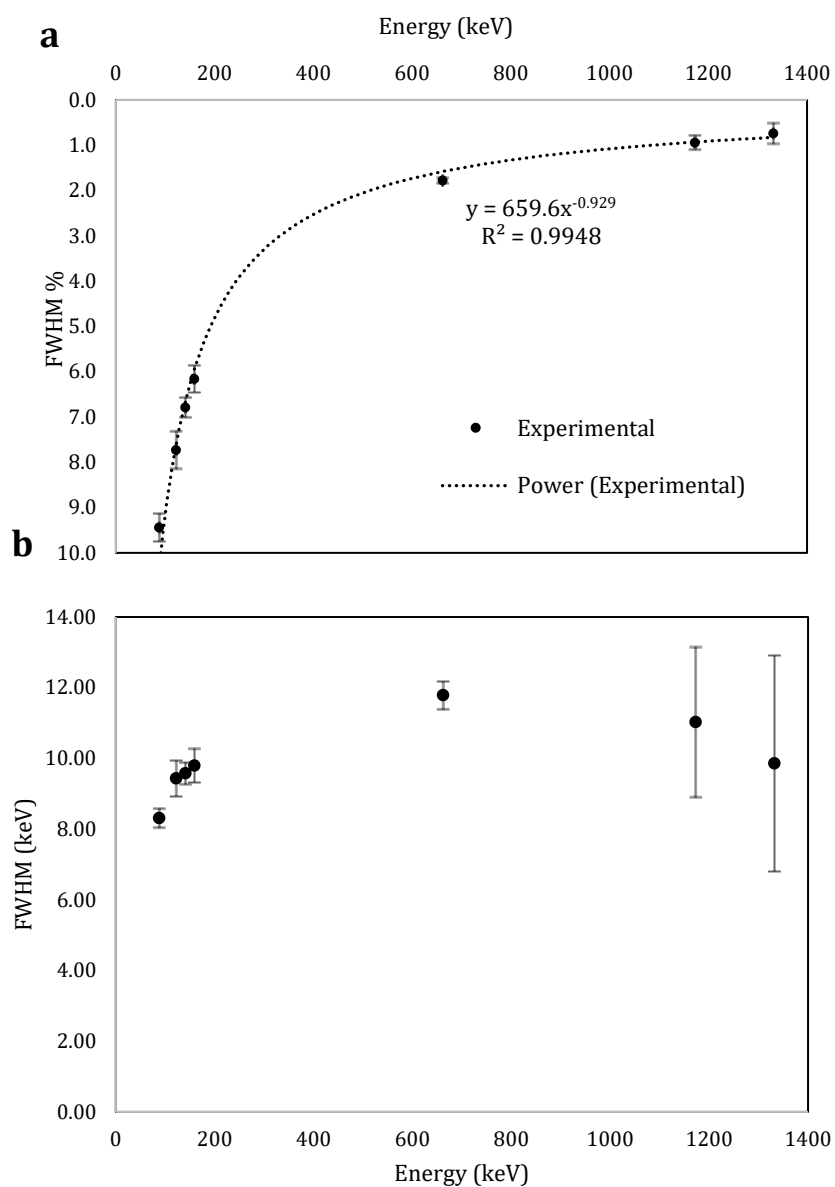 a
Energy (keV)
0 200 400 600 800 1000 1200 1400
0.0
1.0
2.0
3.0
4.0
5.0
6.0
7.0
8.0
9.0
10.0
FWHM %
y = 659.6x^-0.929
R² = 0.9948
Experimental
Power (Experimental)
b
14.00
12.00
10.00
8.00
6.00
4.00
2.00
0.00
FWHM (keV)
0 200 400 600 800 1000 1200 1400
Energy (keV)